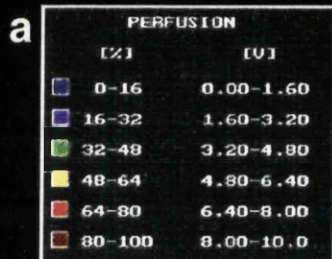 a
PERFUSION
[%] [V]
0-16 0.00-1.60
16-32 1.60-3.20
32-48 3.20-4.80
48-64 4.80-6.40
64-80 6.40-8.00
80-100 8.00-10.0